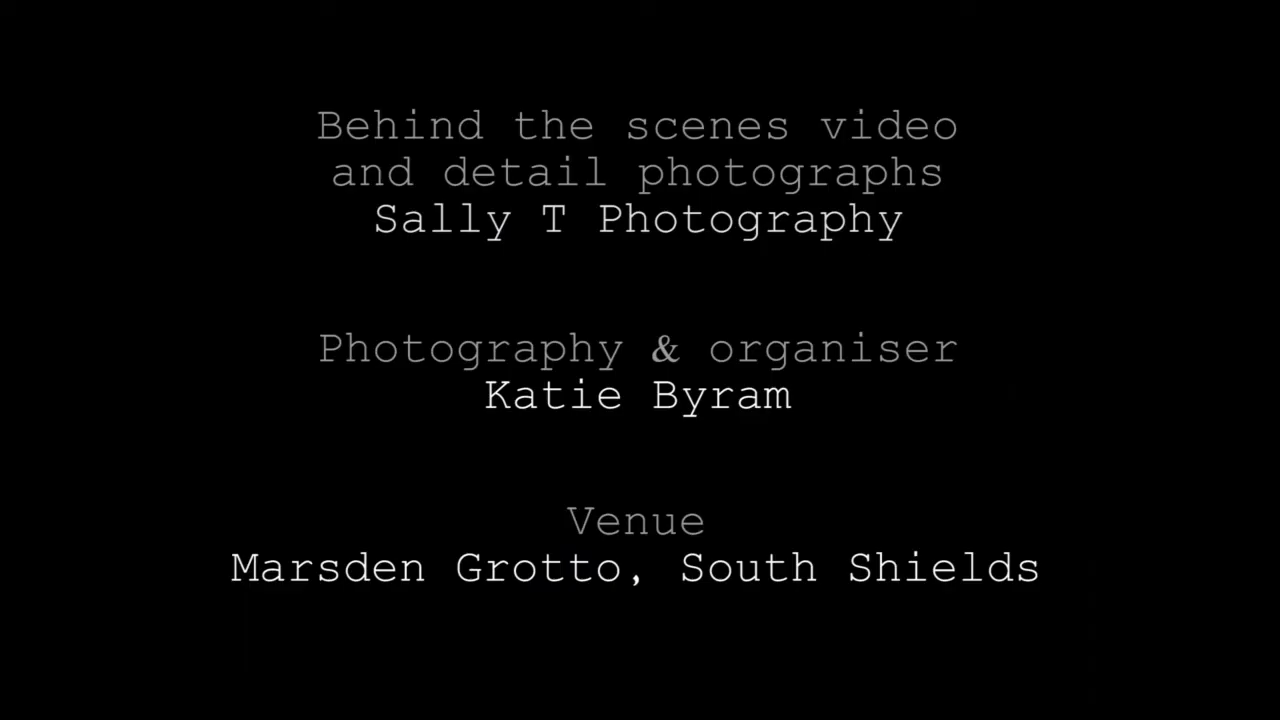 Behind the scenes video
and detail photographs
Sally T Photography
Photography & organiser
Katie Byram
Venue
Marsden Grotto, South Shields